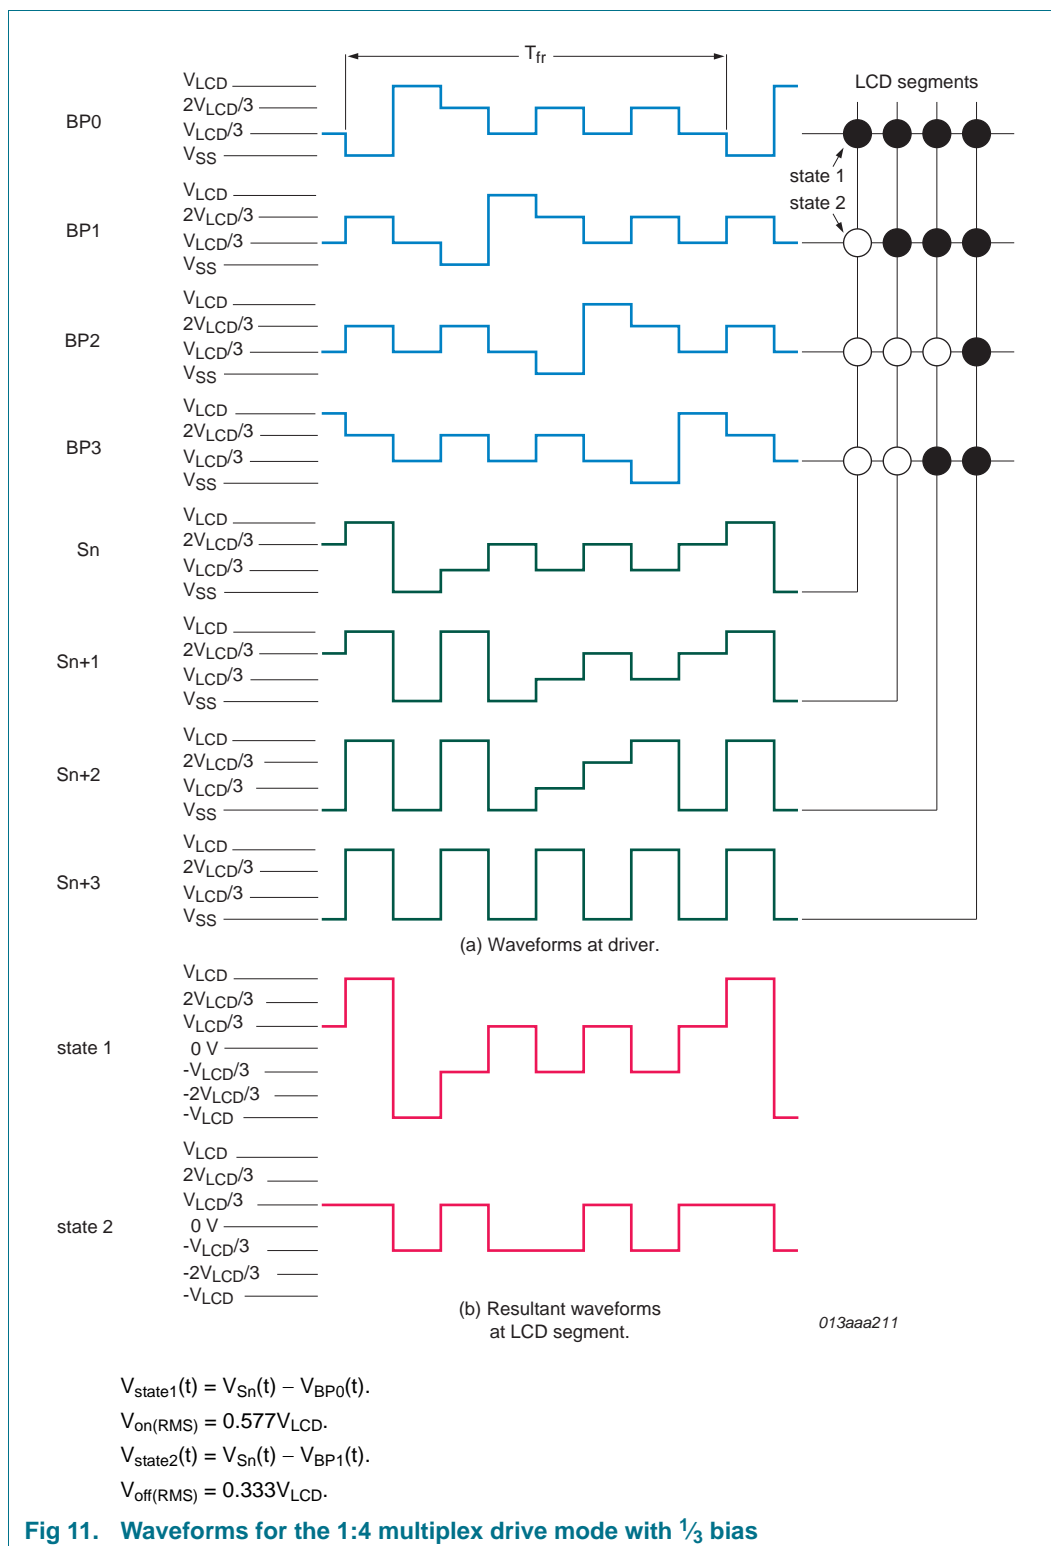 Tfr
VLCD
2VLCD/3
VLCD/3
VSS
BP0
LCD segments
state 1
state 2
VLCD
2VLCD/3
VLCD/3
VSS
BP1
VLCD
2VLCD/3
VLCD/3
VSS
BP2
VLCD
2VLCD/3
VLCD/3
VSS
BP3
VLCD
2VLCD/3
VLCD/3
VSS
Sn
VLCD
2VLCD/3
VLCD/3
VSS
Sn+1
VLCD
2VLCD/3
VLCD/3
VSS
Sn+2
VLCD
2VLCD/3
VLCD/3
VSS
Sn+3
(a) Waveforms at driver.
VLCD
2VLCD/3
VLCD/3
0 V
-VLCD/3
-2VLCD/3
-VLCD
state 1
VLCD
2VLCD/3
VLCD/3
0 V
-VLCD/3
-2VLCD/3
-VLCD
state 2
(b) Resultant waveforms
at LCD segment.
013aaa211
Vstate1(t) = VSn(t) − VBP0(t).
Von(RMS) = 0.577VLCD.
Vstate2(t) = VSn(t) − VBP1(t).
Voff(RMS) = 0.333VLCD.
Fig 11. Waveforms for the 1:4 multiplex drive mode with 1⁄3 bias